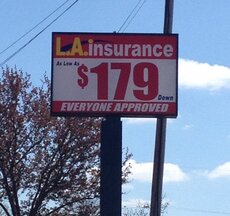 L.A.insurance
As Low As
$179
Down
EVERYONE APPROVED